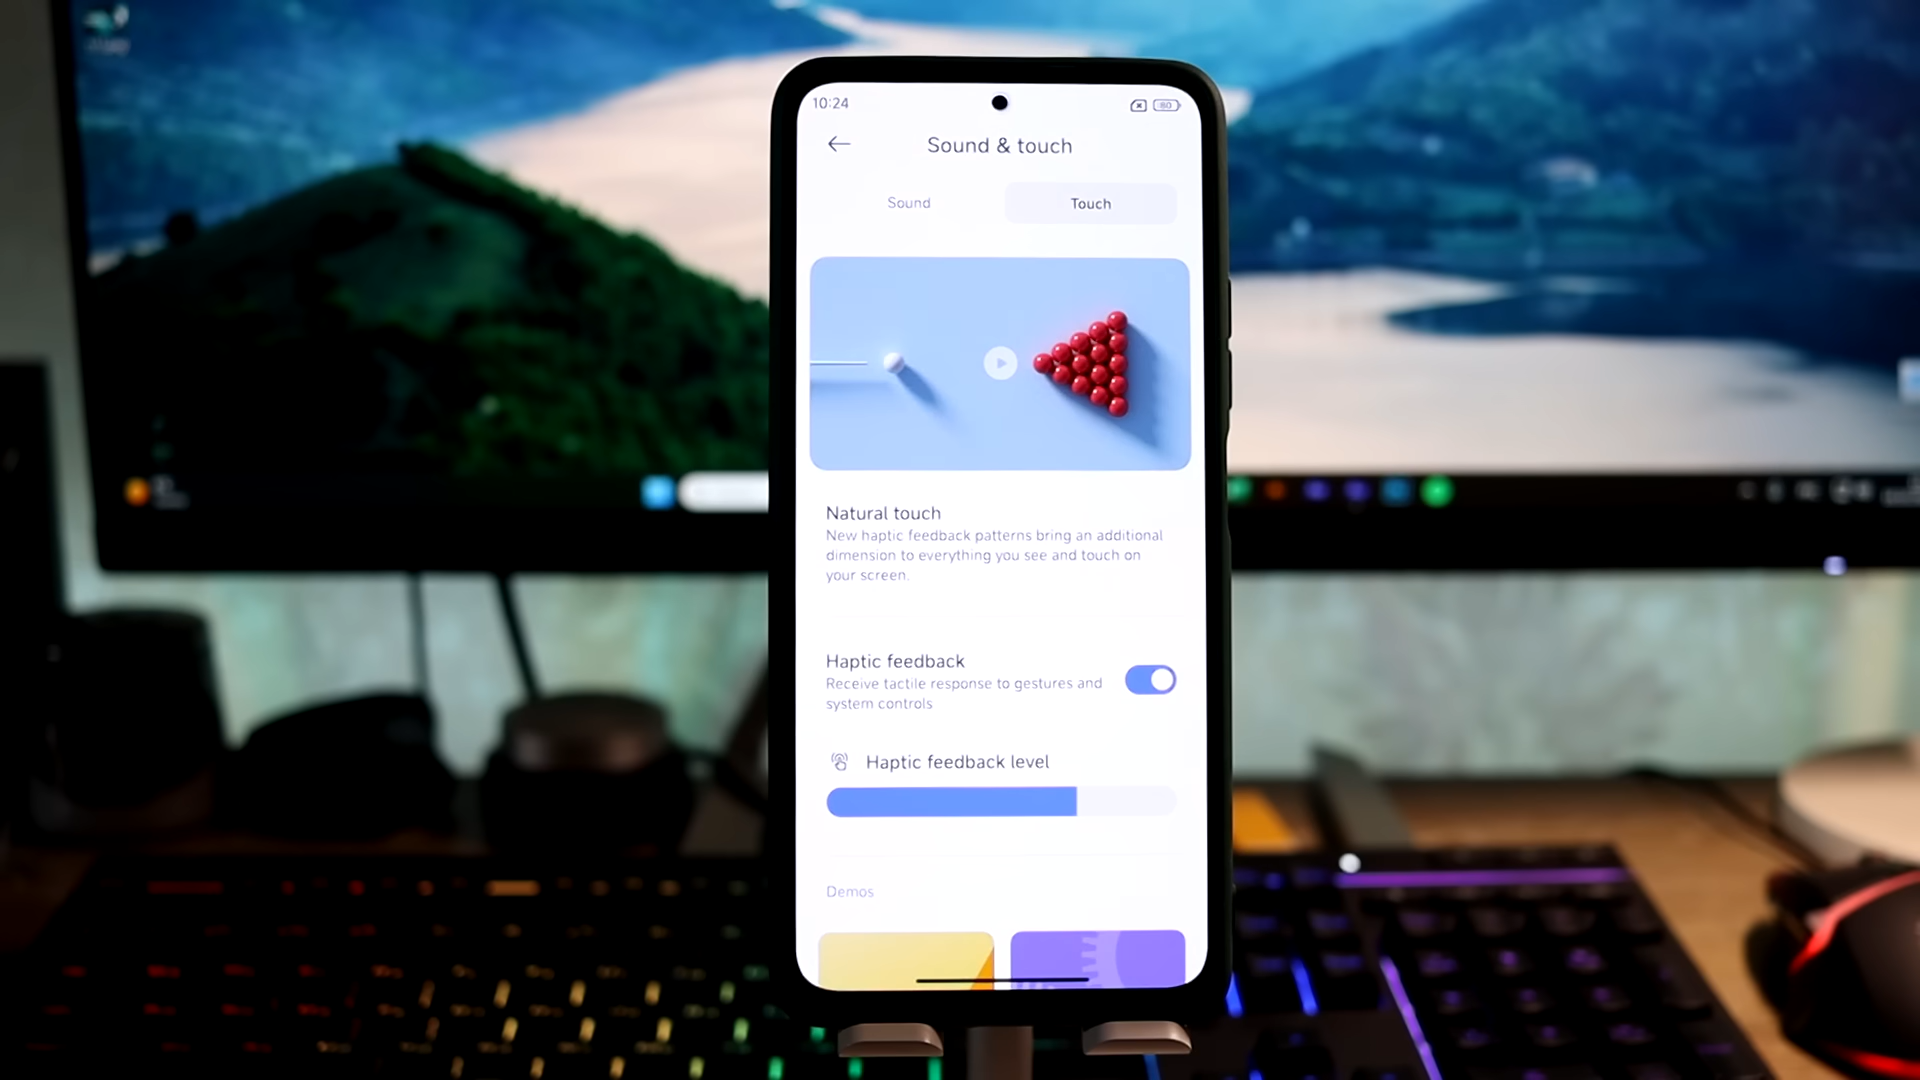 10:24
80
Sound & touch
Sound
Touch
Natural touch
New haptic feedback patterns bring an additional
dimension to everything you see and touch on
your screen.
Haptic feedback
Receive tactile response to gestures and
system controls
Haptic feedback level
Demos